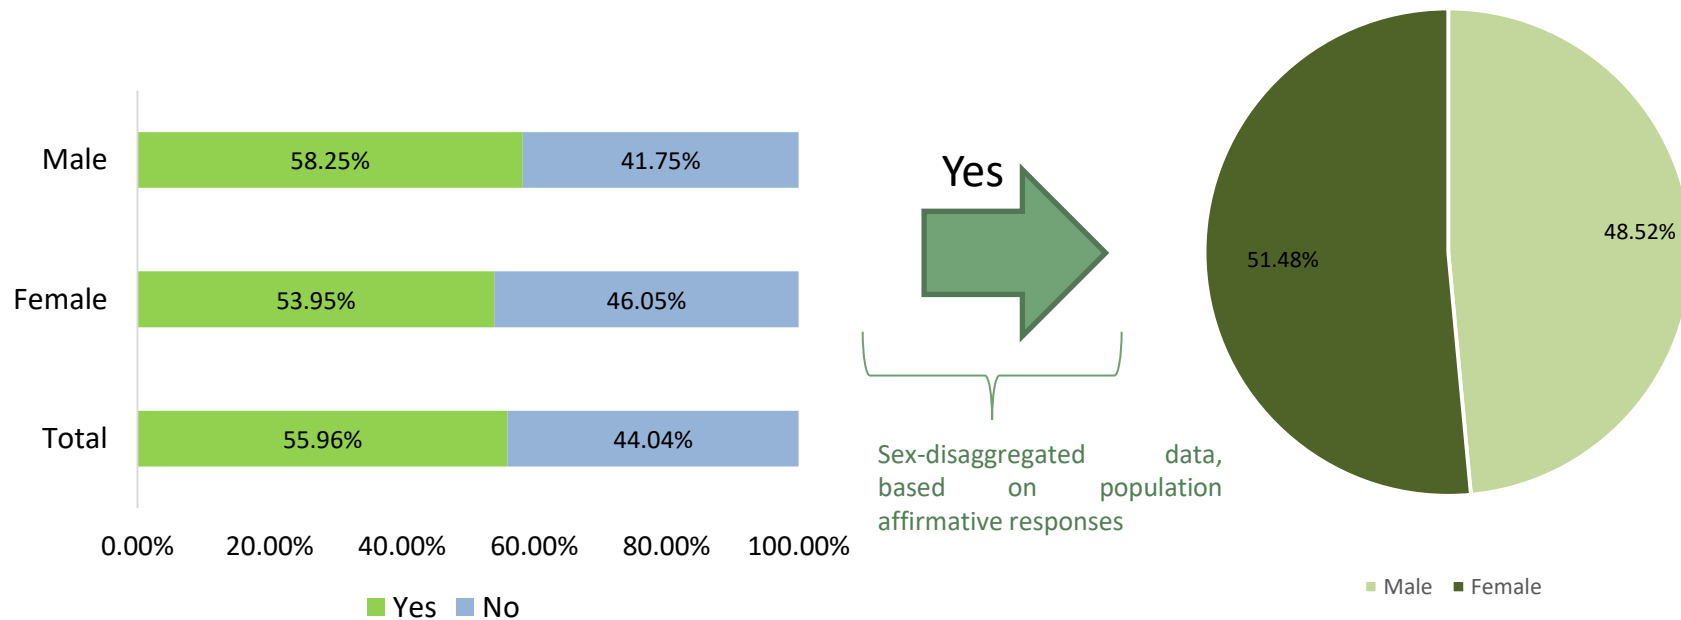 Male
58.25%
41.75%
Female
53.95%
46.05%
Total
55.96%
44.04%
0.00% 20.00% 40.00% 60.00% 80.00% 100.00%
Yes No
Yes
Sex-disaggregated data,
based on population
affirmative responses
51.48%
48.52%
Male Female